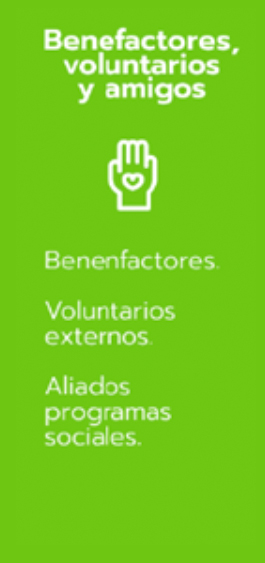 Benefactores,
voluntarios
y amigos
Benenfactores.
Voluntarios
externos.
Aliados
programas
sociales.